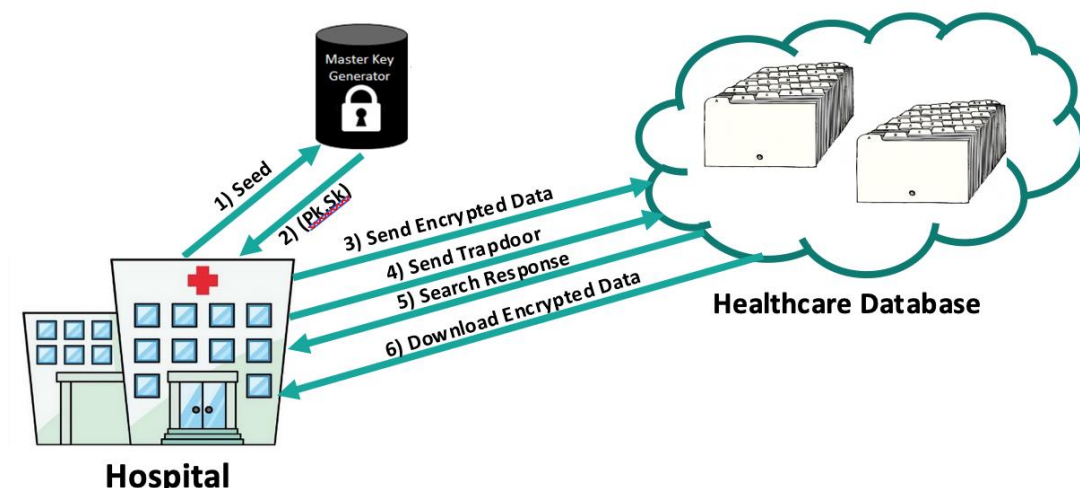 Master Key
Generator
1) Seed
2) (Pk,Sk)
3) Send Encrypted Data
4) Send Trapdoor
5) Search Response
6) Download Encrypted Data
Healthcare Database
Hospital